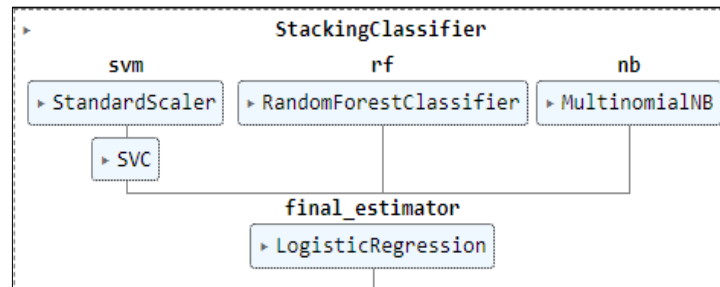 StackingClassifier
svm rf nb
StandardScaler RandomForestClassifier MultinomialNB
SVC
final_estimator
LogisticRegression